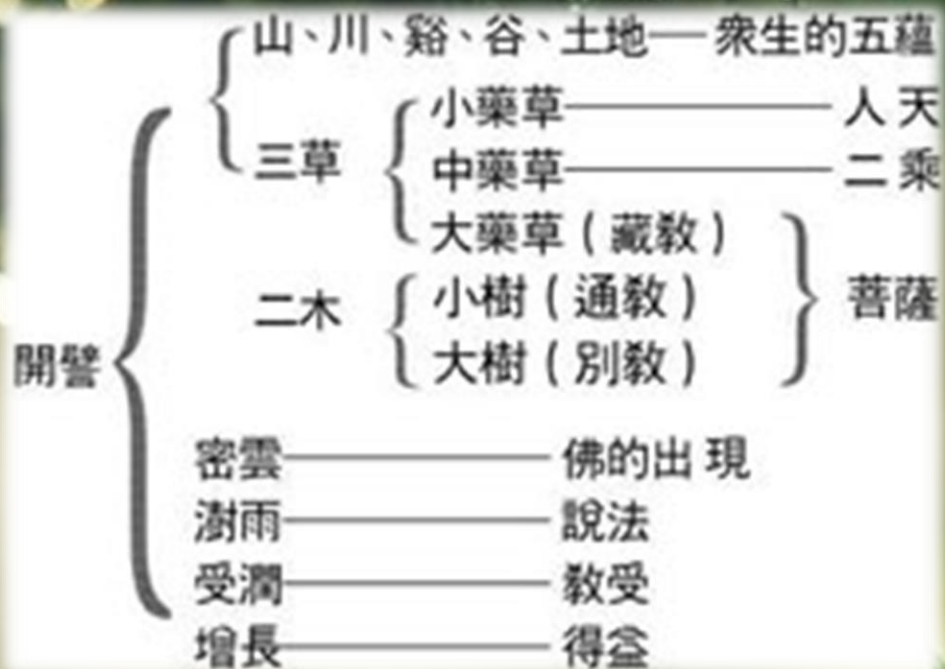 山、川、谿、谷、土地—衆生的五蘊
小藥草—人天
三草
中藥草—二乘
大藥草(藏教)
二木
小樹(通教)
菩薩
大樹(別教)
開譬
密雲—佛的出現
澍雨—說法
受潤—教受
增長—得益